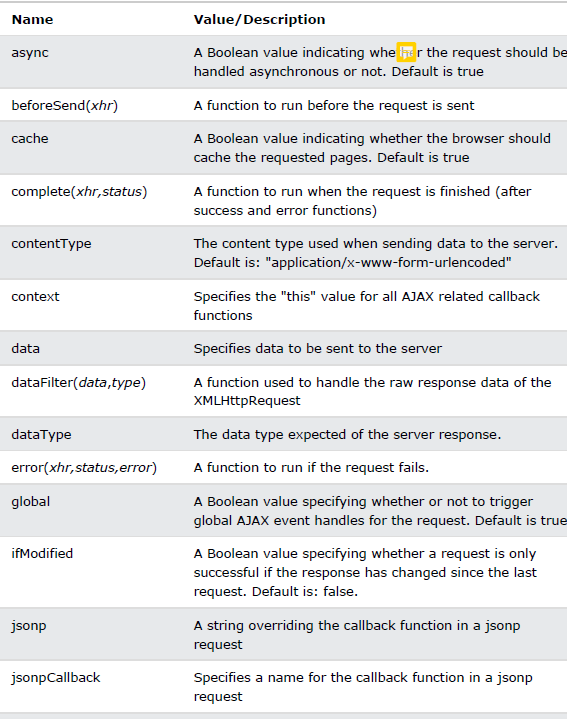 Name Value/Description
async A Boolean value indicating whether the request should be
handled asynchronous or not. Default is true
beforeSend(xhr) A function to run before the request is sent
cache A Boolean value indicating whether the browser should
cache the requested pages. Default is true
complete(xhr,status) A function to run when the request is finished (after
success and error functions)
contentType The content type used when sending data to the server.
Default is: "application/x-www-form-urlencoded"
context Specifies the "this" value for all AJAX related callback
functions
data Specifies data to be sent to the server
dataFilter(data,type) A function used to handle the raw response data of the
XMLHttpRequest
dataType The data type expected of the server response.
error(xhr,status,error) A function to run if the request fails.
global A Boolean value specifying whether or not to trigger
global AJAX event handles for the request. Default is true
ifModified A Boolean value specifying whether a request is only
successful if the response has changed since the last
request. Default is: false.
jsonp A string overriding the callback function in a jsonp
request
jsonpCallback Specifies a name for the callback function in a jsonp
request